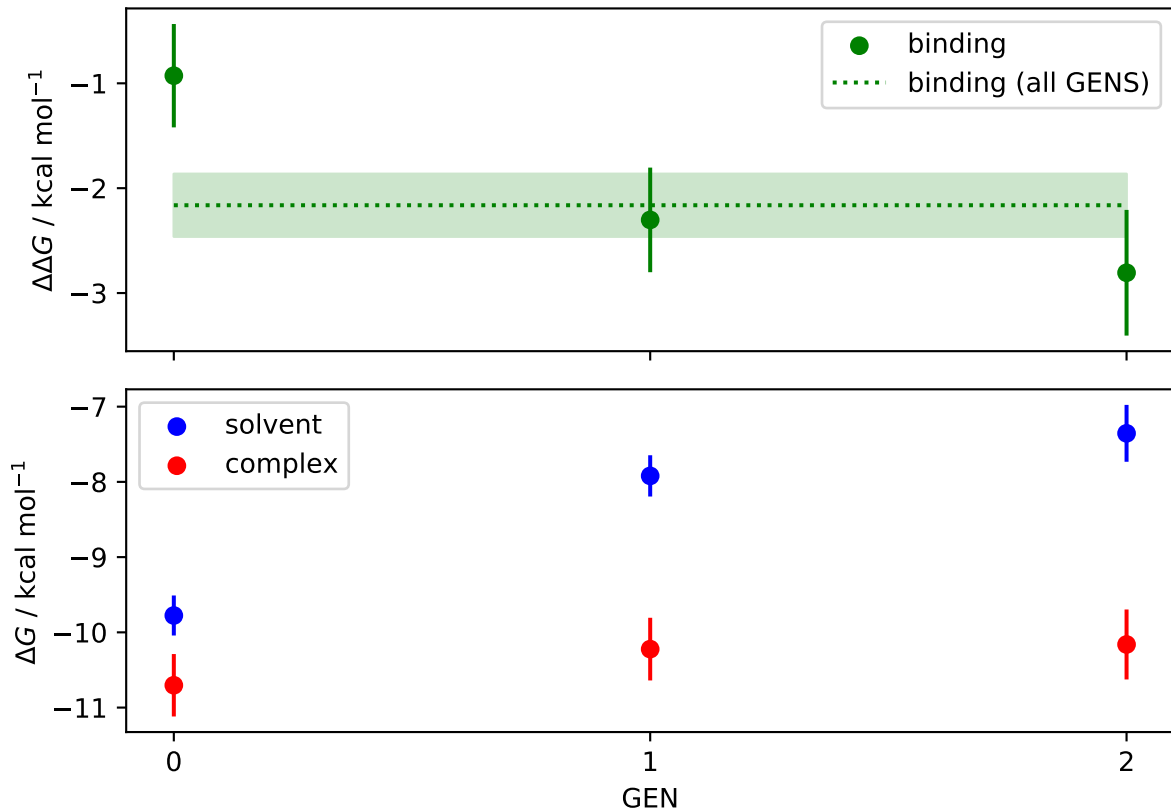 ΔΔG / kcal mol⁻¹
−1
−2
−3
binding
binding (all GENS)
ΔG / kcal mol⁻¹
−7
−8
−9
−10
−11
solvent
complex
0
1
2
GEN